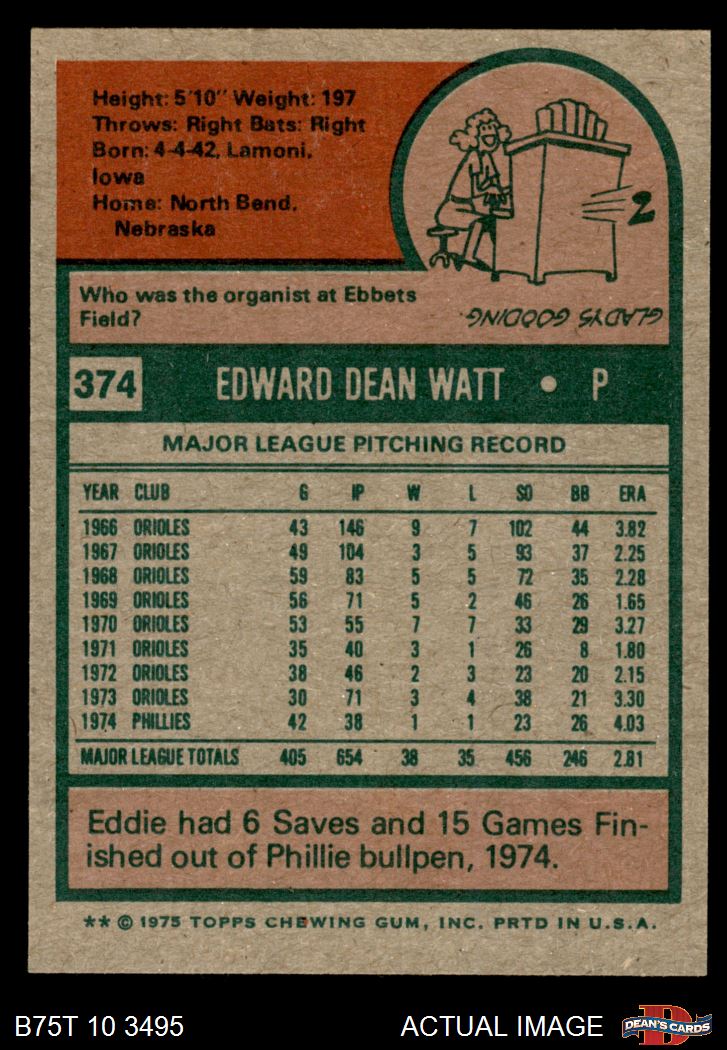 Height: 5'10" Weight: 197
Throws: Right Bats: Right
Born: 4-4-42, Lamoni,
Iowa
Home: North Bend,
Nebraska
2
Who was the organist at Ebbets
Field?
GLADYS GOODING
374 EDWARD DEAN WATT • P
MAJOR LEAGUE PITCHING RECORD
YEAR CLUB G IP W L SO BB ERA
1966 ORIOLES 43 146 9 7 102 44 3.82
1967 ORIOLES 49 104 3 5 93 37 2.25
1968 ORIOLES 59 83 5 5 72 35 2.28
1969 ORIOLES 56 71 5 2 46 26 1.65
1970 ORIOLES 53 55 7 7 33 29 3.27
1971 ORIOLES 35 40 3 1 26 8 1.80
1972 ORIOLES 38 46 2 3 23 20 2.15
1973 ORIOLES 30 71 3 4 38 21 3.30
1974 PHILLIES 42 38 1 1 23 26 4.03
MAJOR LEAGUE TOTALS 405 654 38 35 456 246 2.81
Eddie had 6 Saves and 15 Games Fin-
ished out of Phillie bullpen, 1974.
** © 1975 TOPPS CHEWING GUM, INC. PRTD IN U.S.A.
B75T 10 3495 ACTUAL IMAGE D DEAN'S CARDS